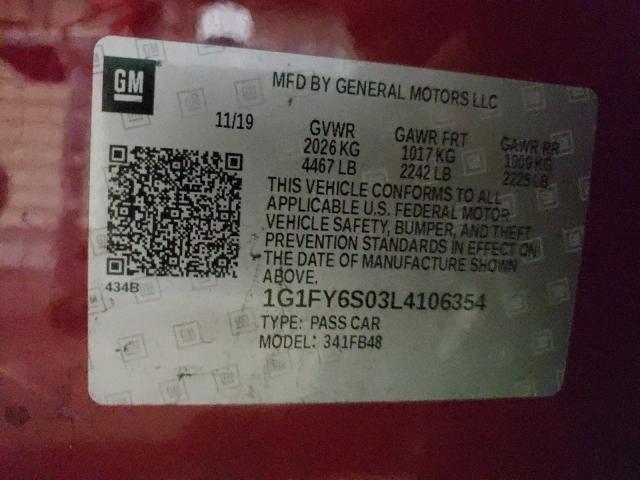 GM
MFD BY GENERAL MOTORS LLC
11/19
GVWR GAWR FRT GAWR RR
2026 KG 1017 KG 1009 KG
4467 LB 2242 LB 2225 LB
THIS VEHICLE CONFORMS TO ALL
APPLICABLE U.S. FEDERAL MOTOR
VEHICLE SAFETY, BUMPER, AND THEFT
PREVENTION STANDARDS IN EFFECT ON
THE DATE OF MANUFACTURE SHOWN
ABOVE.
434B
1G1FY6S03L4106354
TYPE: PASS CAR
MODEL: 341FB48